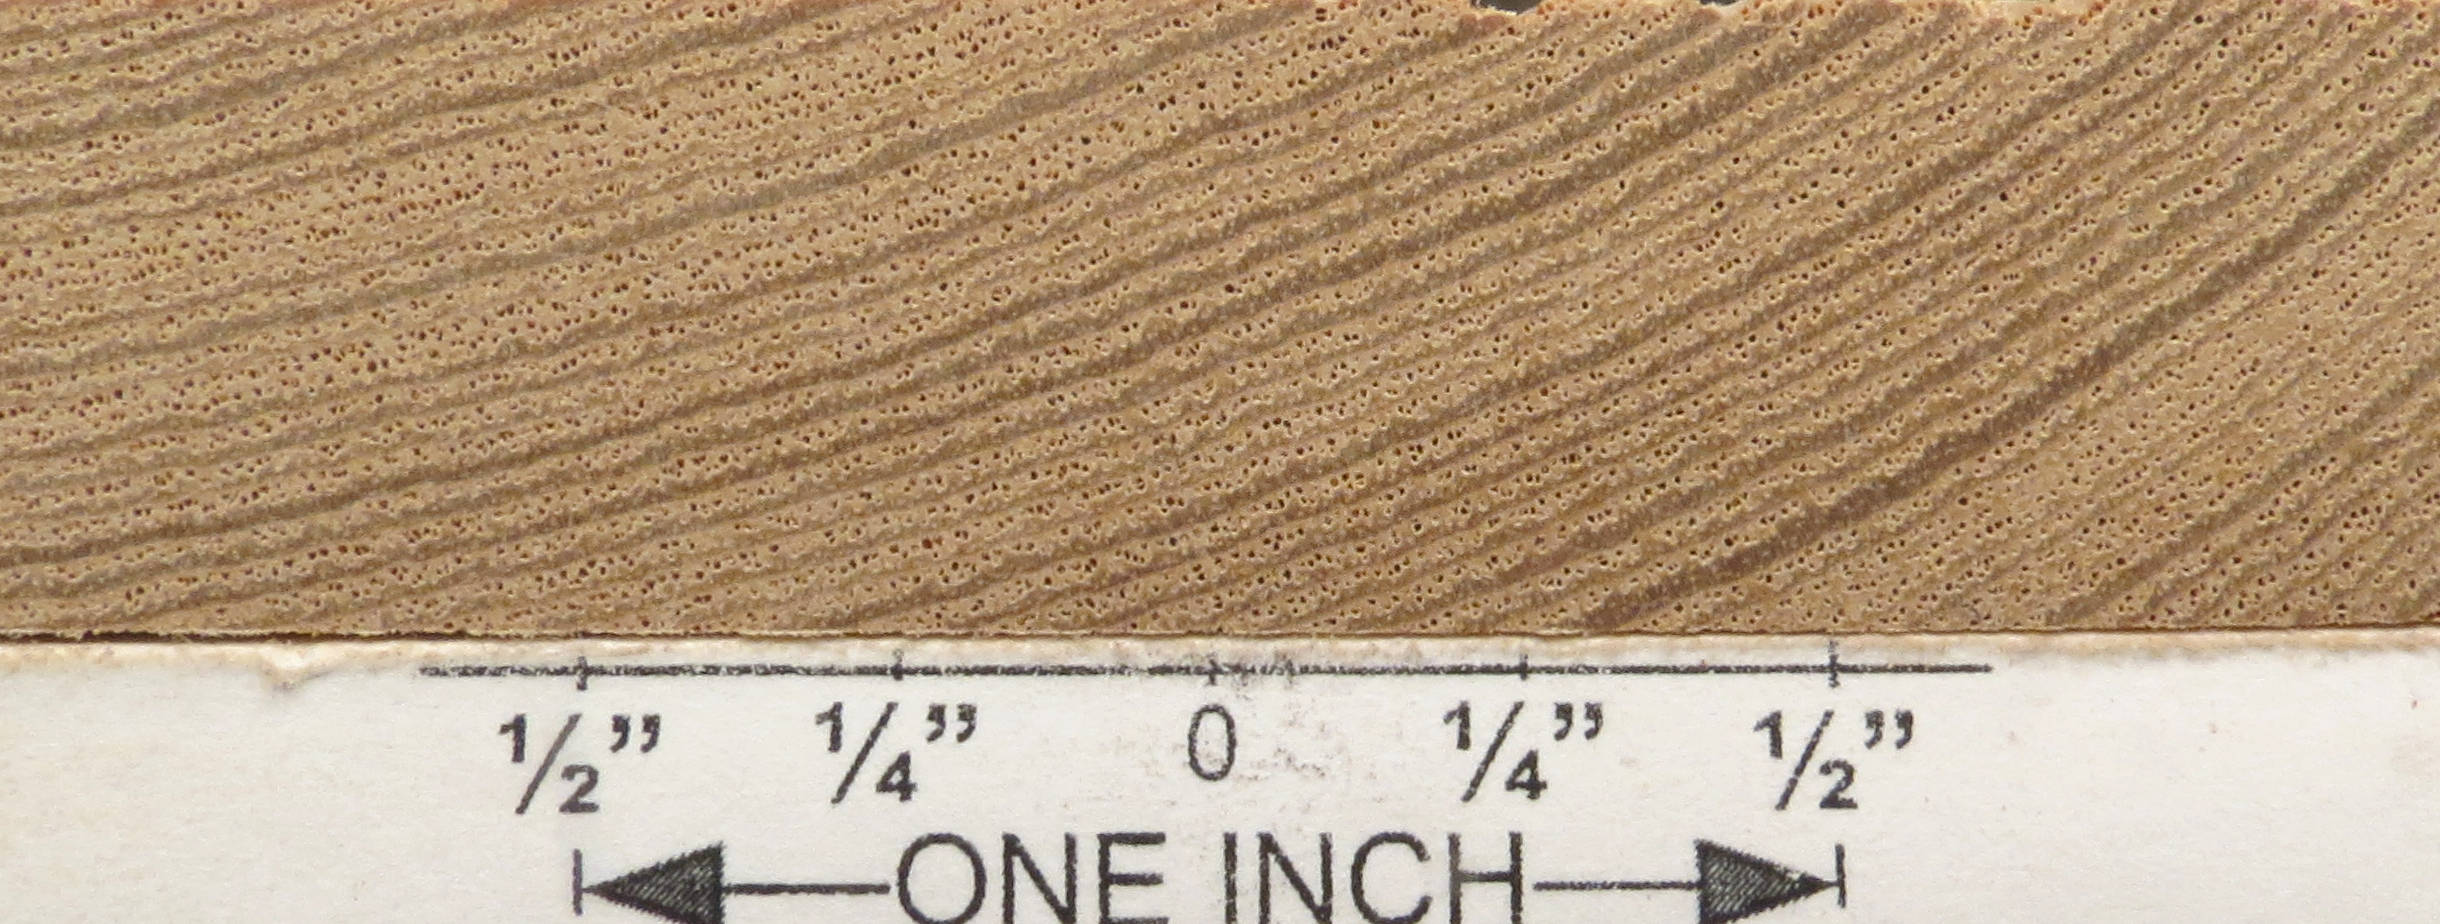 ½” ¼” 0 ¼” ½”
ONE INCH